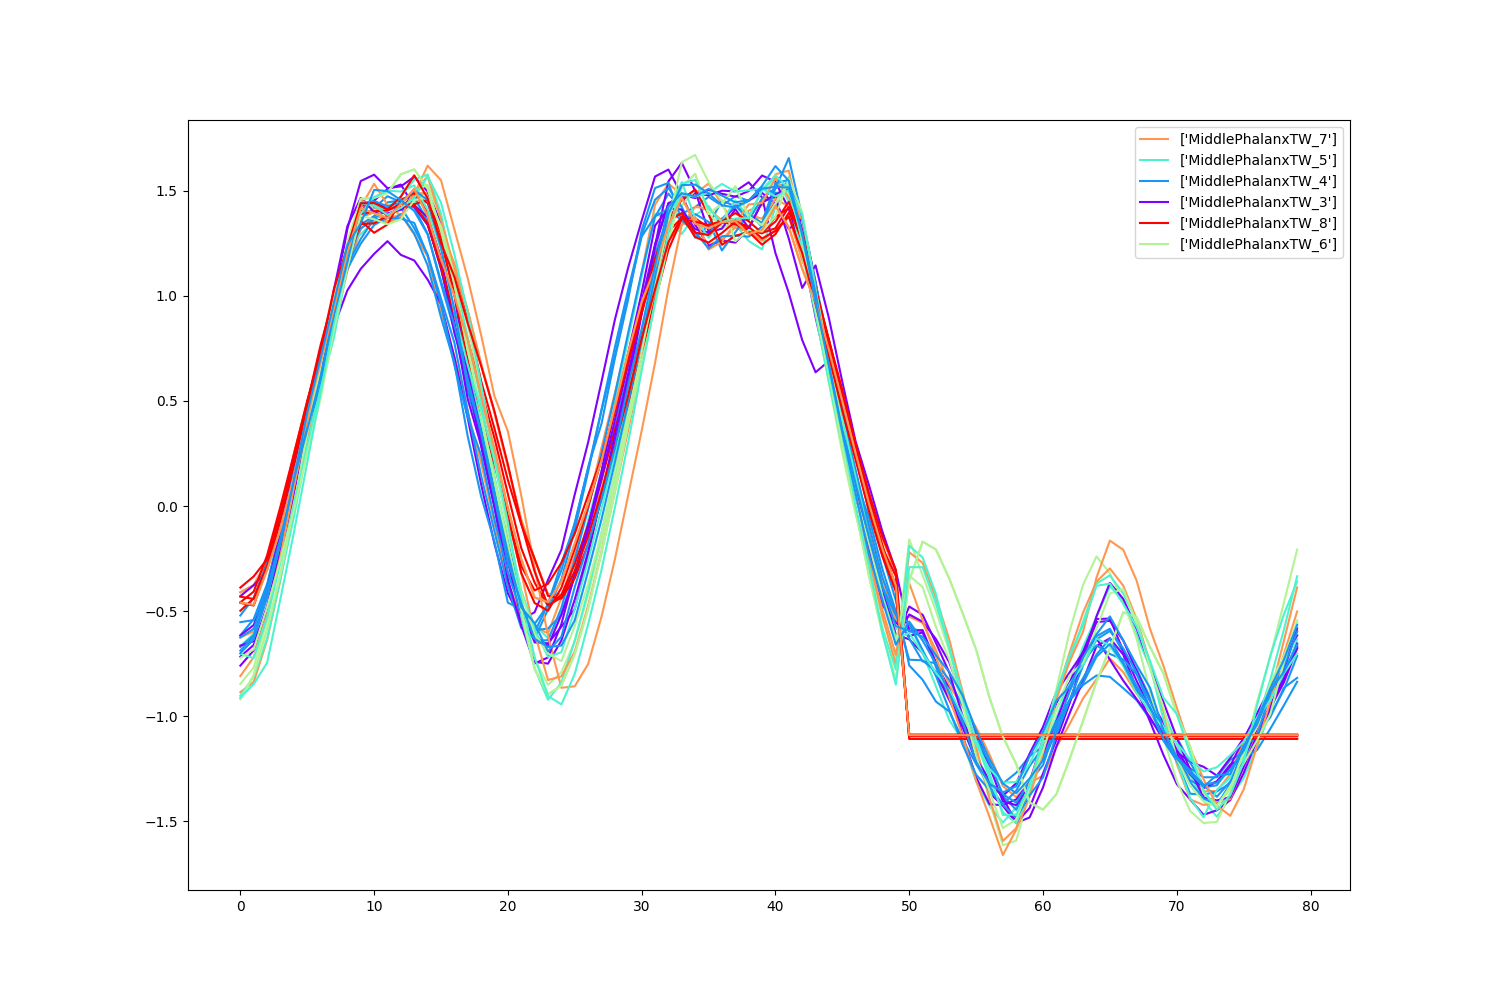 ['MiddlePhalanxTW_7']
['MiddlePhalanxTW_5']
['MiddlePhalanxTW_4']
['MiddlePhalanxTW_3']
['MiddlePhalanxTW_8']
['MiddlePhalanxTW_6']
1.5
1.0
0.5
0.0
−0.5
−1.0
−1.5
0 10 20 30 40 50 60 70 80